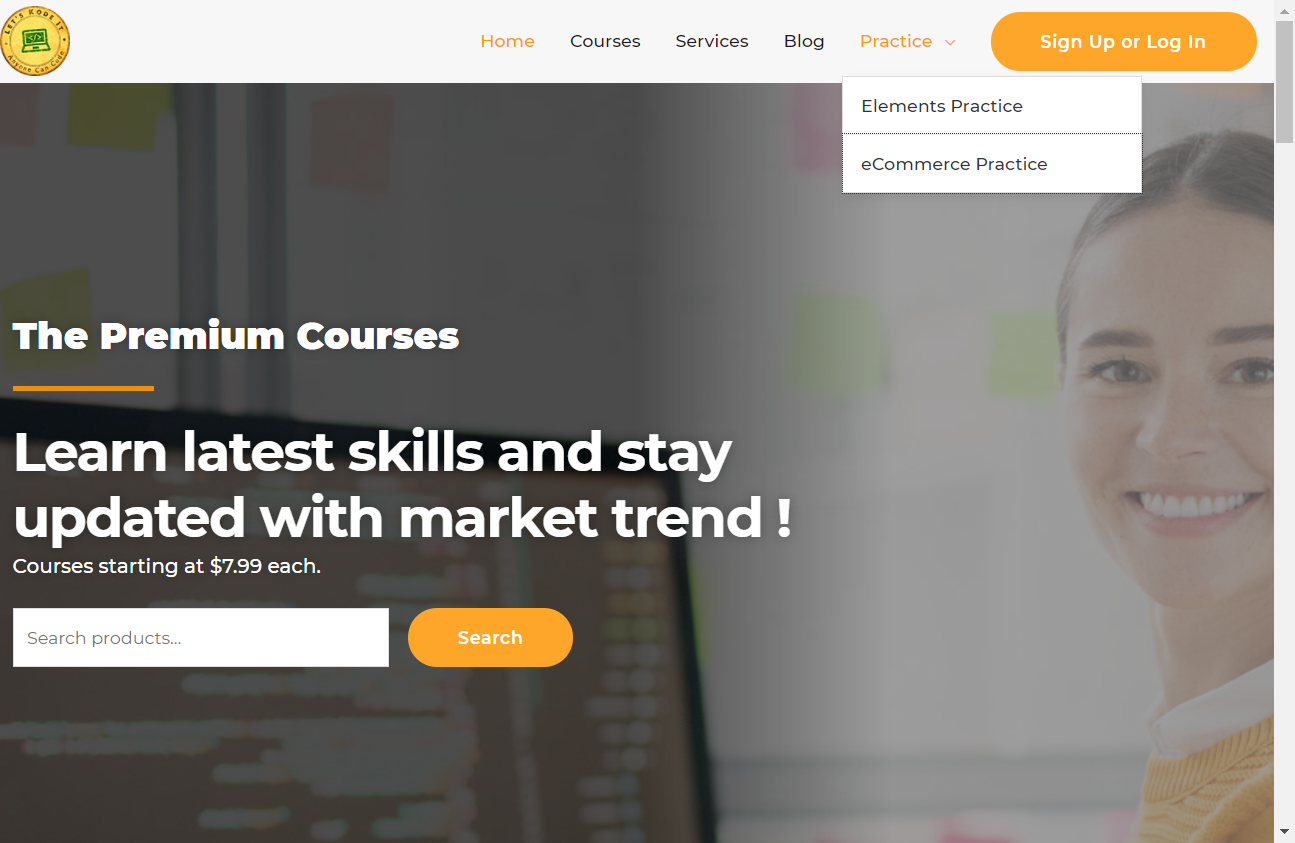 LET'S KODE IT
</>
Anyone Can Code
Home Courses Services Blog Practice Sign Up or Log In
Elements Practice
eCommerce Practice
The Premium Courses
Learn latest skills and stay
updated with market trend !
Courses starting at $7.99 each.
Search products...
Search